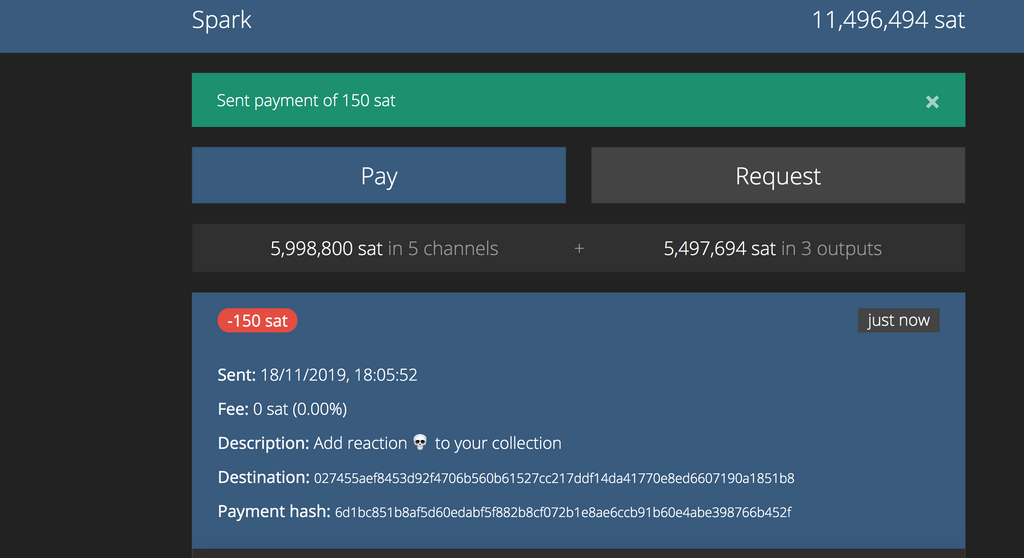 Spark 11,496,494 sat
Sent payment of 150 sat ×
Pay Request
5,998,800 sat in 5 channels + 5,497,694 sat in 3 outputs
-150 sat just now
Sent: 18/11/2019, 18:05:52
Fee: 0 sat (0.00%)
Description: Add reaction 💀 to your collection
Destination: 027455aef8453d92f4706b560b61527cc217ddf14da41770e8ed6607190a1851b8
Payment hash: 6d1bc851b8af5d60edabf5f882b8cf072b1e8ae6ccb91b60e4abe398766b452f